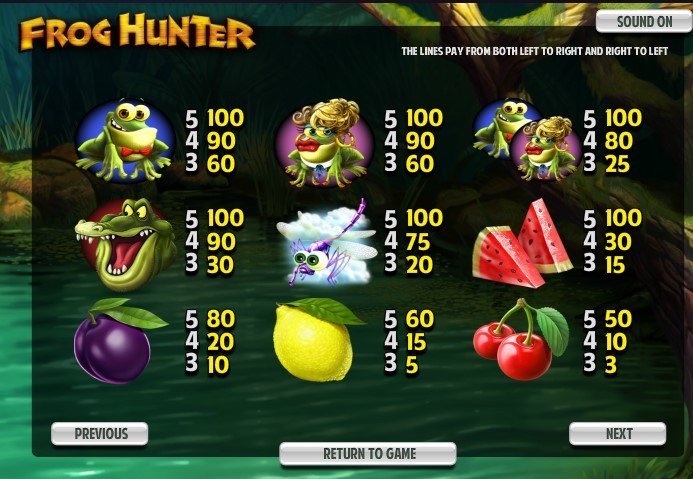 FROG HUNTER
SOUND ON
THE LINES PAY FROM BOTH LEFT TO RIGHT AND RIGHT TO LEFT
5 100 5 100 5 100
4 90 4 90 4 80
3 60 3 60 3 25
5 100 5 100 5 100
4 90 4 75 4 30
3 30 3 20 3 15
5 80 5 60 5 50
4 20 4 15 4 10
3 10 3 5 3 3
PREVIOUS
NEXT
RETURN TO GAME